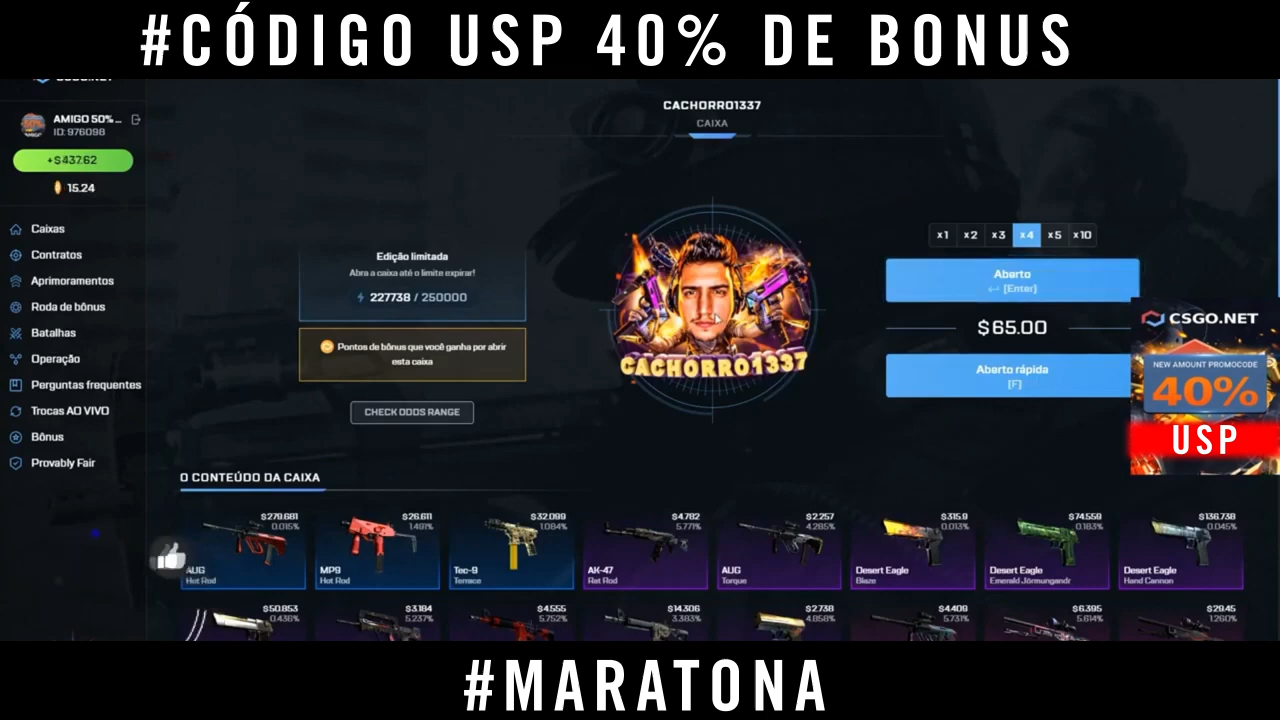 #CÓDIGO USP 40% DE BONUS
CSGO.NET
AMIGO 50%...
ID: 976098
+$437.62
15.24
Caixas
Contratos
Aprimoramentos
Roda de bônus
Batalhas
Operação
Perguntas frequentes
Trocas AO VIVO
Bônus
Provably Fair
CACHORRO1337
CAIXA
Edição limitada
Abra a caixa até o limite expirar!
227738 / 250000
Pontos de bônus que você ganha por abrir
esta caixa
CHECK ODDS RANGE
CACHORRO1337
x1 x2 x3 x4 x5 x10
Aberto
[Enter]
$65.00
Aberto rápida
[F]
CSGO.NET
NEW AMOUNT PROMOCODE
40%
USP
O CONTEÚDO DA CAIXA
$279.681
0.015%
AUG
Hot Rod
$26.611
1.491%
MP9
Hot Rod
$32.099
1.084%
Tec-9
Terrace
$4.782
5.771%
AK-47
Rat Rod
$2.257
4.285%
AUG
Torque
$315.9
0.013%
Desert Eagle
Blaze
$74.559
0.183%
Desert Eagle
Emerald Jörmungandr
$136.738
0.045%
Desert Eagle
Hand Cannon
$50.853
0.436%
$3.184
5.237%
$4.555
5.752%
$14.306
3.383%
$2.738
4.858%
$4.409
5.731%
$6.395
5.614%
$29.45
1.260%
#MARATONA